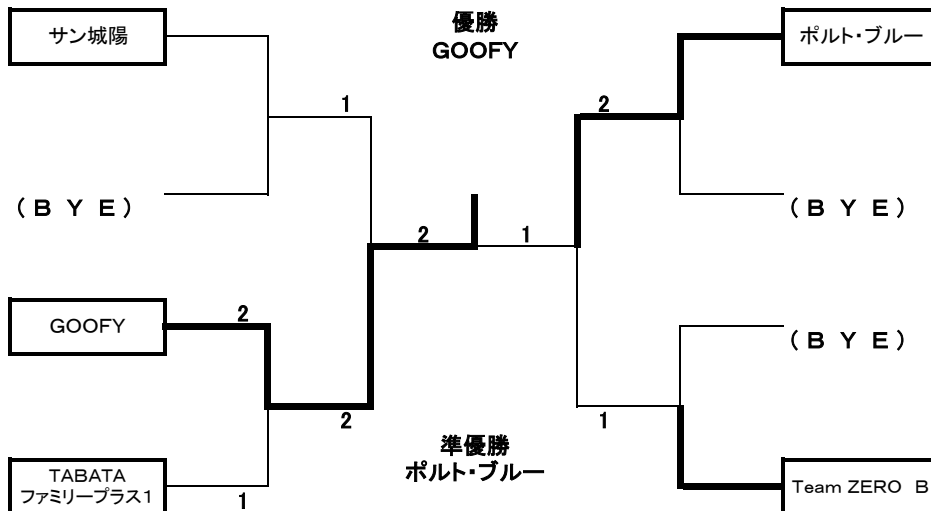 サン城陽
優勝
GOOFY
ポルト・ブルー
1
2
(BYE)
(BYE)
2
1
GOOFY
2
(BYE)
2
1
準優勝
ポルト・ブルー
TABATA
ファミリープラス1
1
Team ZERO B